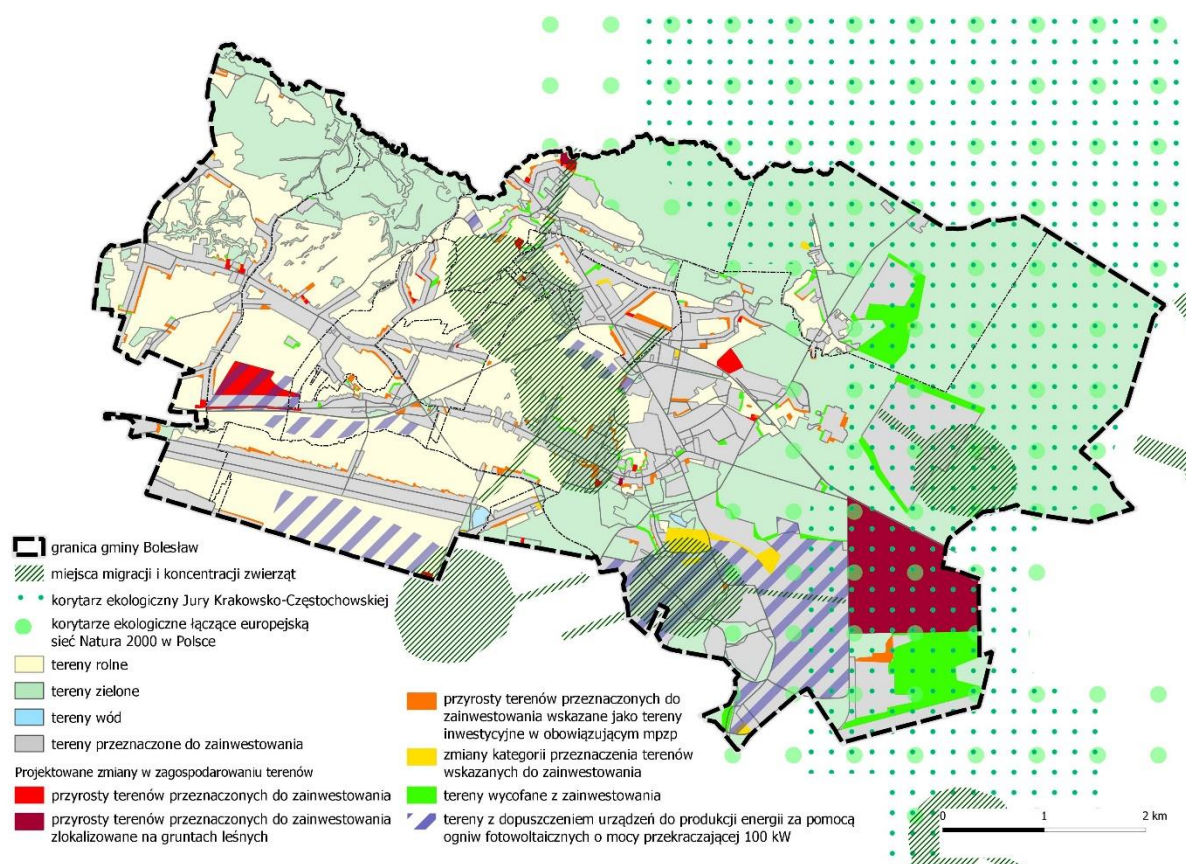 granica gminy Bolesław
miejsca migracji i koncentracji zwierząt
korytarz ekologiczny Jury Krakowsko-Częstochowskiej
korytarze ekologiczne łączące europejską
sieć Natura 2000 w Polsce
tereny rolne
tereny zielone
tereny wód
tereny przeznaczone do zainwestowania
Projektowane zmiany w zagospodarowaniu terenów
przyrosty terenów przeznaczonych do zainwestowania
przyrosty terenów przeznaczonych do zainwestowania
zlokalizowane na gruntach leśnych
przyrosty terenów przeznaczonych do
zainwestowania wskazane jako tereny
inwestycyjne w obowiązującym mpzp
zmiany kategorii przeznaczenia terenów
wskazanych do zainwestowania
tereny wycofane z zainwestowania
tereny z dopuszczeniem urządzeń do produkcji energii za pomocą
ogniw fotowoltaicznych o mocy przekraczającej 100 kW
0 1 2 km